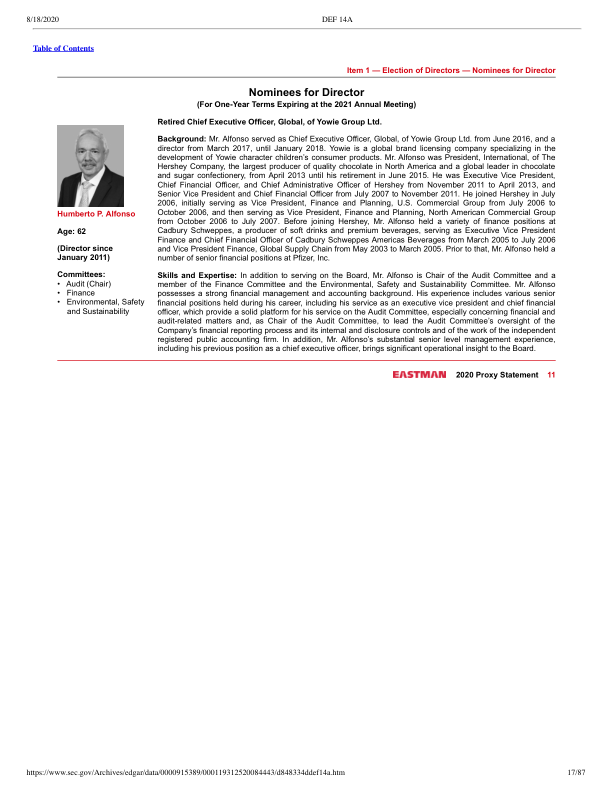 8/18/2020 DEF 14A
Table of Contents
Item 1 — Election of Directors — Nominees for Director
Nominees for Director
(For One-Year Terms Expiring at the 2021 Annual Meeting)
Retired Chief Executive Officer, Global, of Yowie Group Ltd.
Background: Mr. Alfonso served as Chief Executive Officer, Global, of Yowie Group Ltd. from June 2016, and a
director from March 2017, until January 2018. Yowie is a global brand licensing company specializing in the
development of Yowie character children's consumer products. Mr. Alfonso was President, International, of The
Hershey Company, the largest producer of quality chocolate in North America and a global leader in chocolate
and sugar confectionery, from April 2013 until his retirement in June 2015. He was Executive Vice President,
Chief Financial Officer, and Chief Administrative Officer of Hershey from November 2011 to April 2013, and
Senior Vice President and Chief Financial Officer from July 2007 to November 2011. He joined Hershey in July
2006, initially serving as Vice President, Finance and Planning, U.S. Commercial Group from July 2006 to
October 2006, and then serving as Vice President, Finance and Planning, North American Commercial Group
from October 2006 to July 2007. Before joining Hershey, Mr. Alfonso held a variety of finance positions at
Cadbury Schweppes, a producer of soft drinks and premium beverages, serving as Executive Vice President
Finance and Chief Financial Officer of Cadbury Schweppes Americas Beverages from March 2005 to July 2006
and Vice President Finance, Global Supply Chain from May 2003 to March 2005. Prior to that, Mr. Alfonso held a
number of senior financial positions at Pfizer, Inc.
Humberto P. Alfonso
Age: 62
(Director since
January 2011)
Committees:
• Audit (Chair)
• Finance
• Environmental, Safety
and Sustainability
Skills and Expertise: In addition to serving on the Board, Mr. Alfonso is Chair of the Audit Committee and a
member of the Finance Committee and the Environmental, Safety and Sustainability Committee. Mr. Alfonso
possesses a strong financial management and accounting background. His experience includes various senior
financial positions held during his career, including his service as an executive vice president and chief financial
officer, which provide a solid platform for his service on the Audit Committee, especially concerning financial and
audit-related matters and, as Chair of the Audit Committee, to lead the Audit Committee's oversight of the
Company's financial reporting process and its internal and disclosure controls and of the work of the independent
registered public accounting firm. In addition, Mr. Alfonso's substantial senior level management experience,
including his previous position as a chief executive officer, brings significant operational insight to the Board.
EASTMAN 2020 Proxy Statement 11
https://www.sec.gov/Archives/edgar/data/0000915389/000119312520084443/d848334ddef14a.htm 17/87